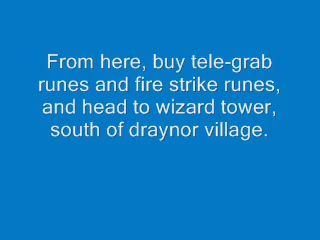 From here, buy tele-grab
runes and fire strike runes,
and head to wizard tower,
south of draynor village.